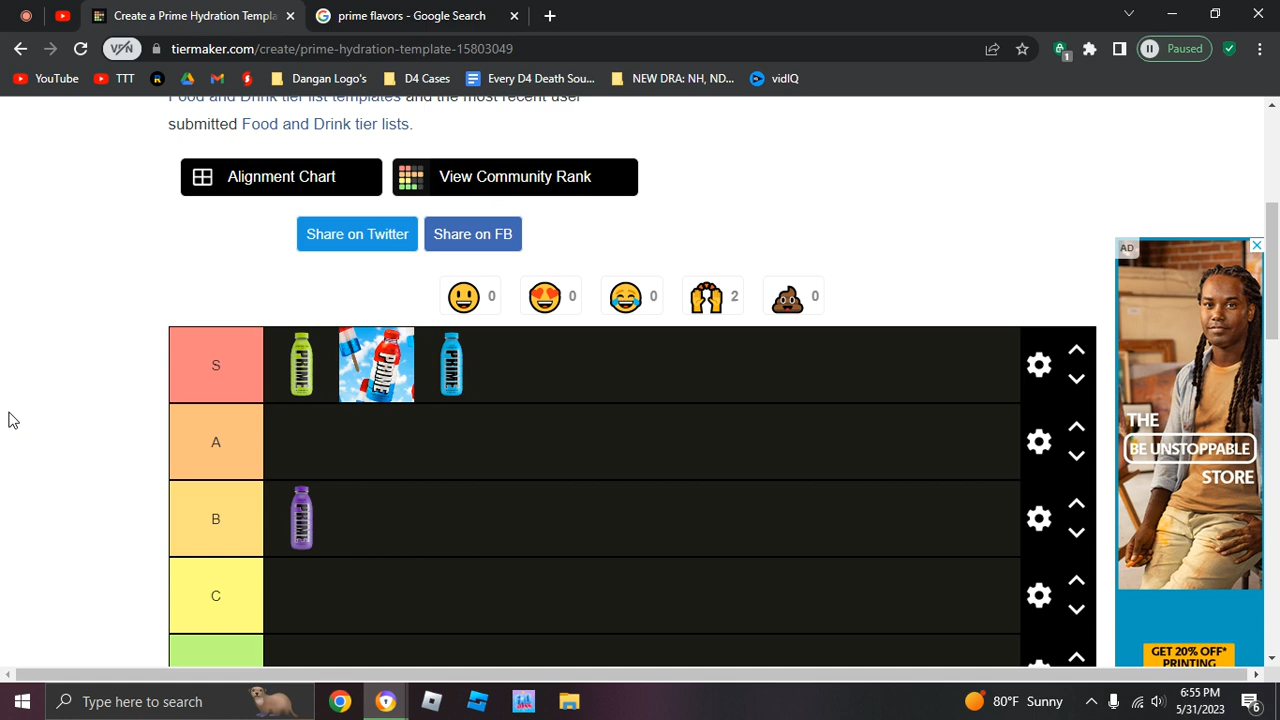 Create a Prime Hydration Templa
prime flavors - Google Search
VPN
tiermaker.com/create/prime-hydration-template-15803049
1
Paused
YouTube
TTT
Dangan Logo's
D4 Cases
Every D4 Death Sou...
NEW DRA: NH, ND...
vidIQ
Food and Drink tier list templates and the most recent user
submitted Food and Drink tier lists.
Alignment Chart
View Community Rank
Share on Twitter
Share on FB
0
0
0
2
0
S
PRIME
PRIME
PRIME
A
B
PRIME
C
AD
THE
BE UNSTOPPABLE
STORE
GET 20% OFF*
PRINTING
Type here to search
80°F Sunny
6:55 PM
5/31/2023
6